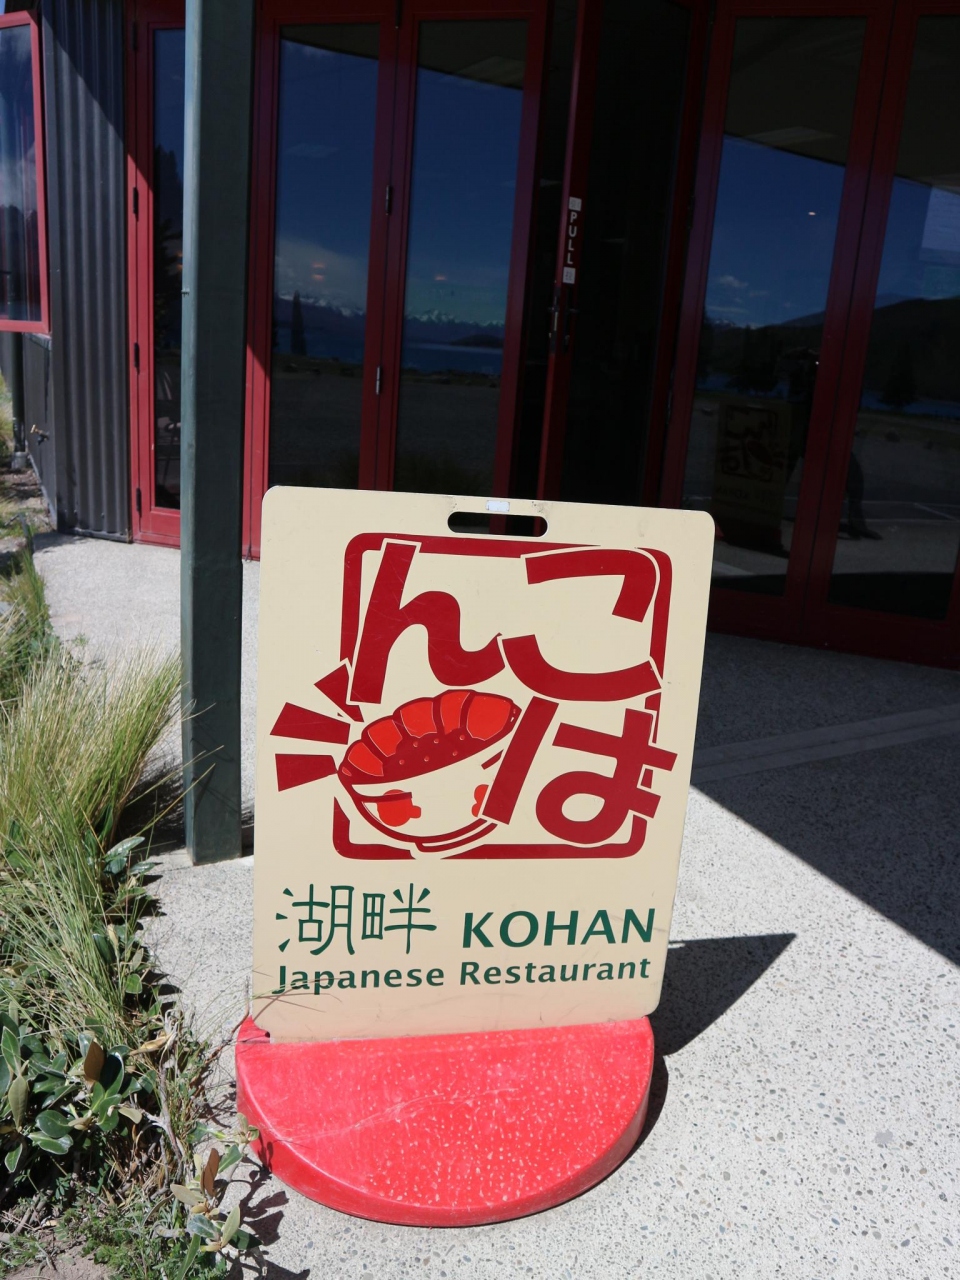 こはん
湖畔 KOHAN
Japanese Restaurant
PULL